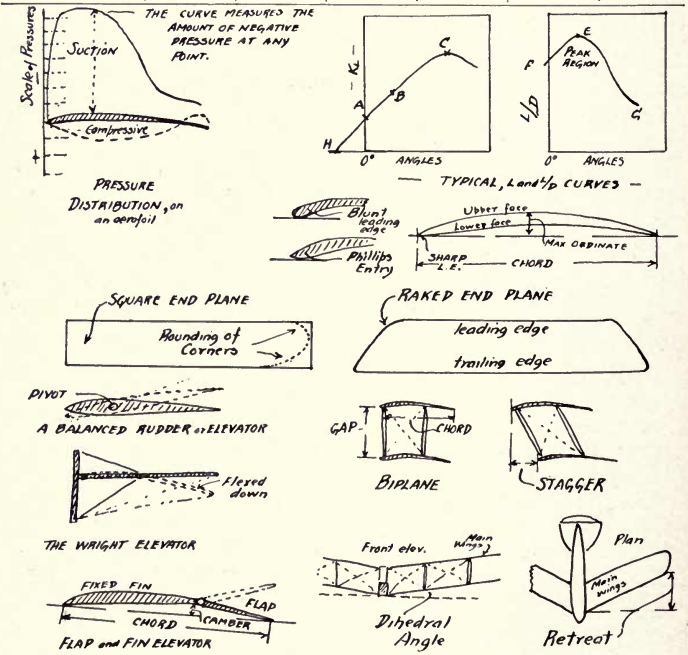 THE CURVE MEASURES THE
AMOUNT OF NEGATIVE
PRESSURE AT ANY
POINT.
Scale of Pressures
SUCTION
Compressive
+
PRESSURE
DISTRIBUTION, on
an aerofoil
A
B
C
H
0°
ANGLES
E
F
PEAK
REGION
G
L/D
0°
ANGLES
— TYPICAL, L and L/D CURVES —
Blunt
leading
edge
Phillips
Entry
Upper face
Lower face
MAX ORDINATE
SHARP
L.E.
CHORD
SQUARE END PLANE
Rounding of
Corners
RAKED END PLANE
leading edge
trailing edge
PIVOT
A BALANCED RUDDER or ELEVATOR
GAP
CHORD
BIPLANE
STAGGER
Flexed
down
THE WRIGHT ELEVATOR
Front elev.
Main
wings
Dihedral
Angle
Plan
Main
wings
Retreat
FIXED FIN
FLAP
CAMBER
CHORD
FLAP and FIN ELEVATOR